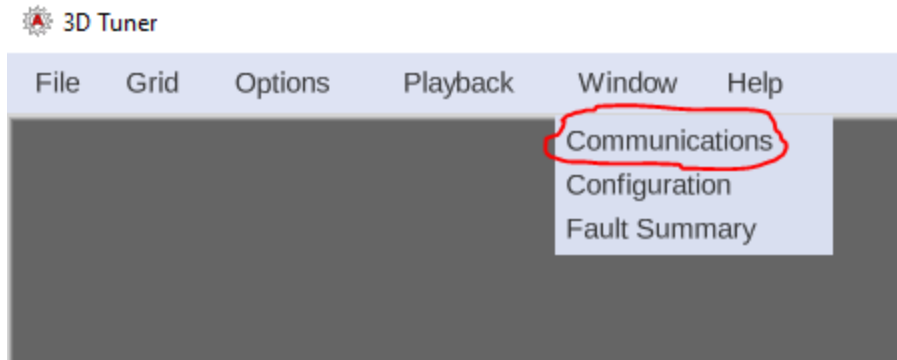 3D Tuner
File Grid Options Playback Window Help
Communications
Configuration
Fault Summary